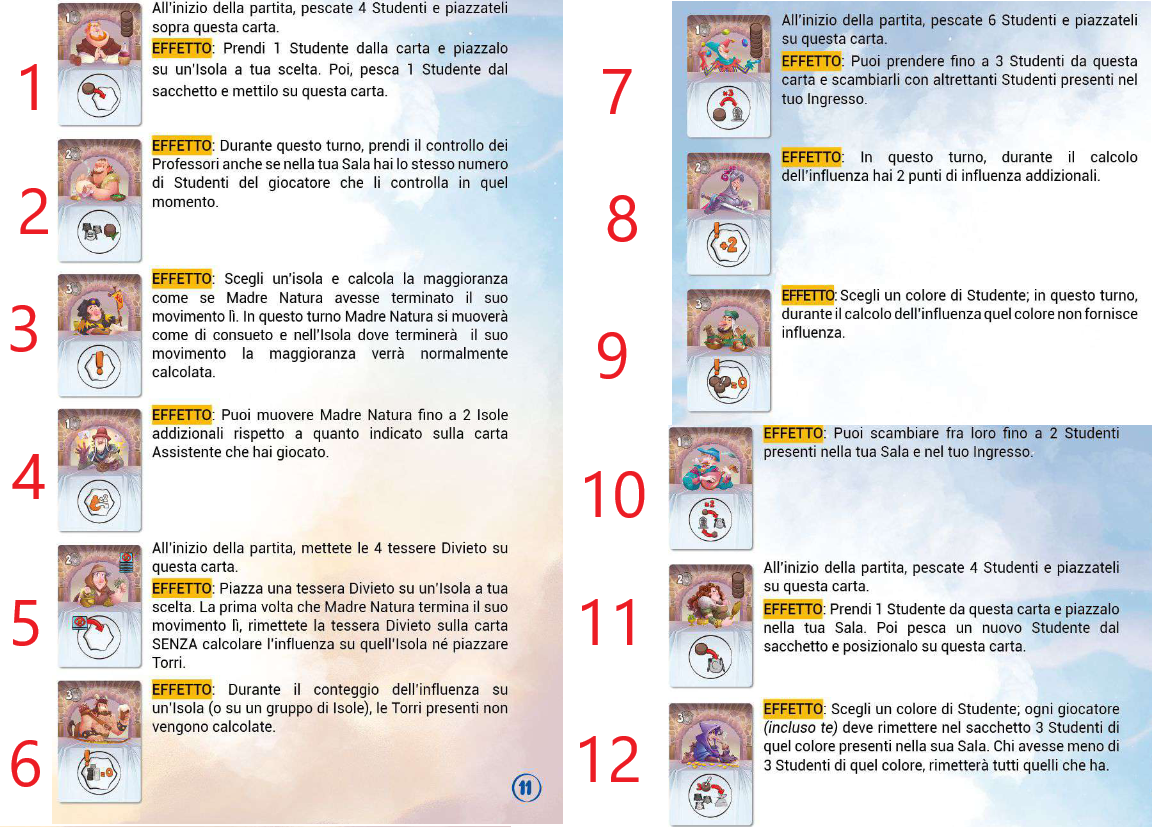 1
1
All'inizio della partita, pescate 4 Studenti e piazzateli
sopra questa carta.
EFFETTO: Prendi 1 Studente dalla carta e piazzalo
su un'Isola a tua scelta. Poi, pesca 1 Studente dal
sacchetto e mettilo su questa carta.
2
2
EFFETTO: Durante questo turno, prendi il controllo dei
Professori anche se nella tua Sala hai lo stesso numero
di Studenti del giocatore che li controlla in quel
momento.
3
3
EFFETTO: Scegli un'isola e calcola la maggioranza
come se Madre Natura avesse terminato il suo
movimento lì. In questo turno Madre Natura si muoverà
come di consueto e nell'Isola dove terminerà il suo
movimento la maggioranza verrà normalmente
calcolata.
!
4
1
EFFETTO: Puoi muovere Madre Natura fino a 2 Isole
addizionali rispetto a quanto indicato sulla carta
Assistente che hai giocato.
5
2
All'inizio della partita, mettete le 4 tessere Divieto su
questa carta.
EFFETTO: Piazza una tessera Divieto su un'Isola a tua
scelta. La prima volta che Madre Natura termina il suo
movimento lì, rimettete la tessera Divieto sulla carta
SENZA calcolare l'influenza su quell'Isola né piazzare
Torri.
6
3
EFFETTO: Durante il conteggio dell'influenza su
un'Isola (o su un gruppo di Isole), le Torri presenti non
vengono calcolate.
! =0
11
7
1
All'inizio della partita, pescate 6 Studenti e piazzateli
su questa carta.
EFFETTO: Puoi prendere fino a 3 Studenti da questa
carta e scambiarli con altrettanti Studenti presenti nel
tuo Ingresso.
x3
8
2
EFFETTO: In questo turno, durante il calcolo
dell'influenza hai 2 punti di influenza addizionali.
! +2
9
3
EFFETTO: Scegli un colore di Studente; in questo turno,
durante il calcolo dell'influenza quel colore non fornisce
influenza.
! =0
10
1
EFFETTO: Puoi scambiare fra loro fino a 2 Studenti
presenti nella tua Sala e nel tuo Ingresso.
x2
11
2
All'inizio della partita, pescate 4 Studenti e piazzateli
su questa carta.
EFFETTO: Prendi 1 Studente da questa carta e piazzalo
nella tua Sala. Poi pesca un nuovo Studente dal
sacchetto e posizionalo su questa carta.
12
3
EFFETTO: Scegli un colore di Studente; ogni giocatore
(incluso te) deve rimettere nel sacchetto 3 Studenti di
quel colore presenti nella sua Sala. Chi avesse meno di
3 Studenti di quel colore, rimetterà tutti quelli che ha.
3